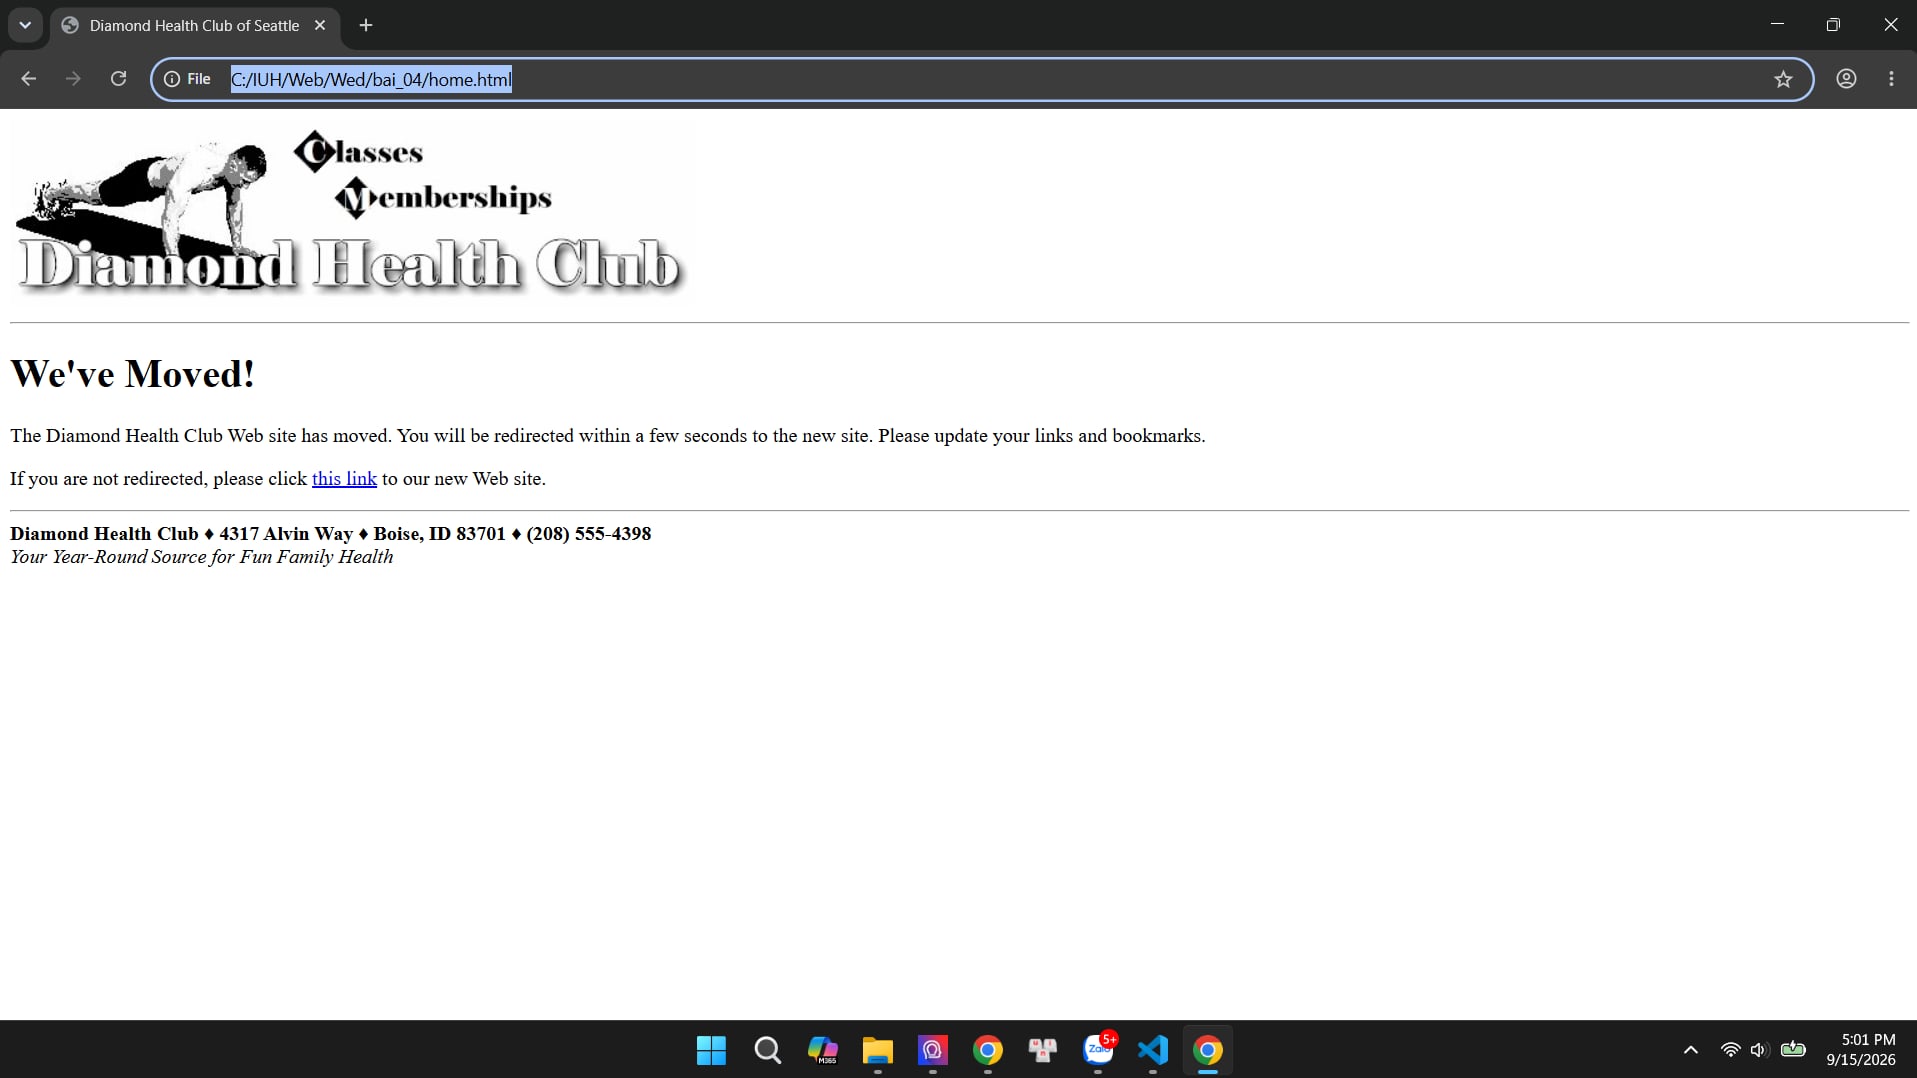 Diamond Health Club of Seattle
File
C:/IUH/Web/Wed/bai_04/home.html
Classes
Memberships
Diamond Health Club
We've Moved!
The Diamond Health Club Web site has moved. You will be redirected within a few seconds to the new site. Please update your links and bookmarks.
If you are not redirected, please click this link to our new Web site.
Diamond Health Club ♦ 4317 Alvin Way ♦ Boise, ID 83701 ♦ (208) 555-4398
Your Year-Round Source for Fun Family Health
M365
Zalo
5+
5:01 PM
9/15/2026